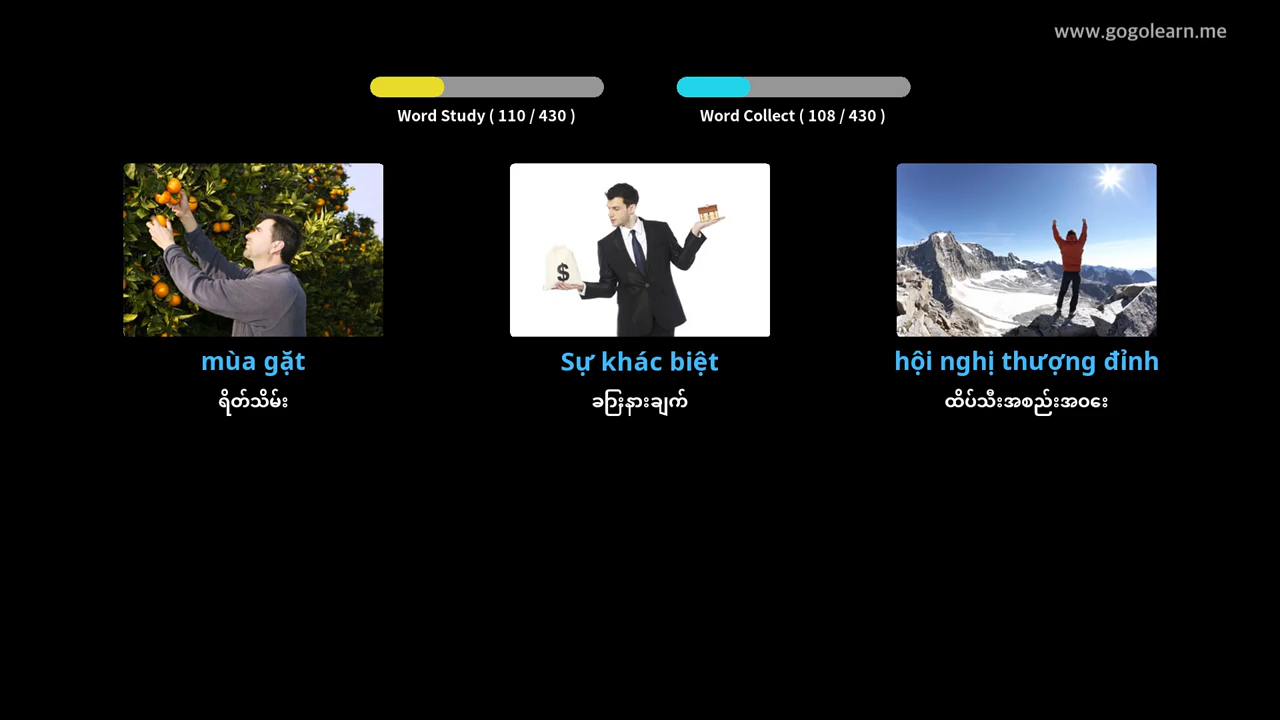 www.gogolearn.me
Word Study ( 110 / 430 )
Word Collect ( 108 / 430 )
$
mùa gặt
Sự khác biệt
hội nghị thượng đỉnh
ရိတ်သိမ်း
ခြားနားချက်
ထိပ်သီးအစည်းအဝေး